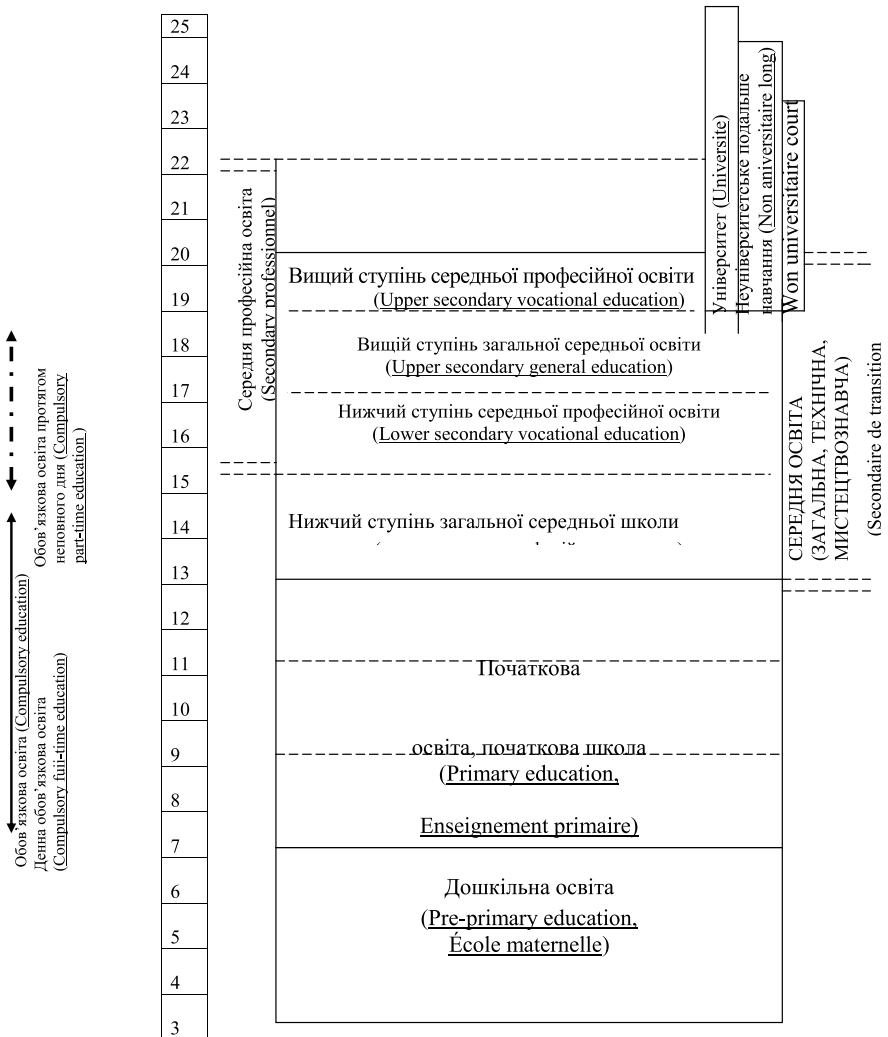 25
24
23
22
21
20
19
18
17
16
15
14
13
12
11
10
9
8
7
6
5
4
3
Обов’язкова освіта (Compulsory education)
Денна обов’язкова освіта
(Compulsory fuii-time education)
Обов’язкова освіта протягом
неповного дня (Compulsory
part-time education )
Середня професійна освіта
(Secondary professionnel)
Вищий ступінь середньої професійної освіти
(Upper secondary vocational education)
Вищій ступінь загальної середньої освіти
(Upper secondary general education)
Нижчий ступінь середньої професійної освіти
(Lower secondary vocational education)
Нижчий ступінь загальної середньої школи
Початкова
освіта, початкова школа
(Primary education,
Enseignement primaire)
Дошкільна освіта
(Pre-primary education,
École maternelle)
Університет (Universite)
Неуніверситетське подальше
навчання (Non aniversitaire long)
Won universitaire court
СЕРЕДНЯ ОСВІТА
(ЗАГАЛЬНА, ТЕХНІЧНА,
МИСТЕЦТВОЗНАВЧА)
(Secondaire de transition